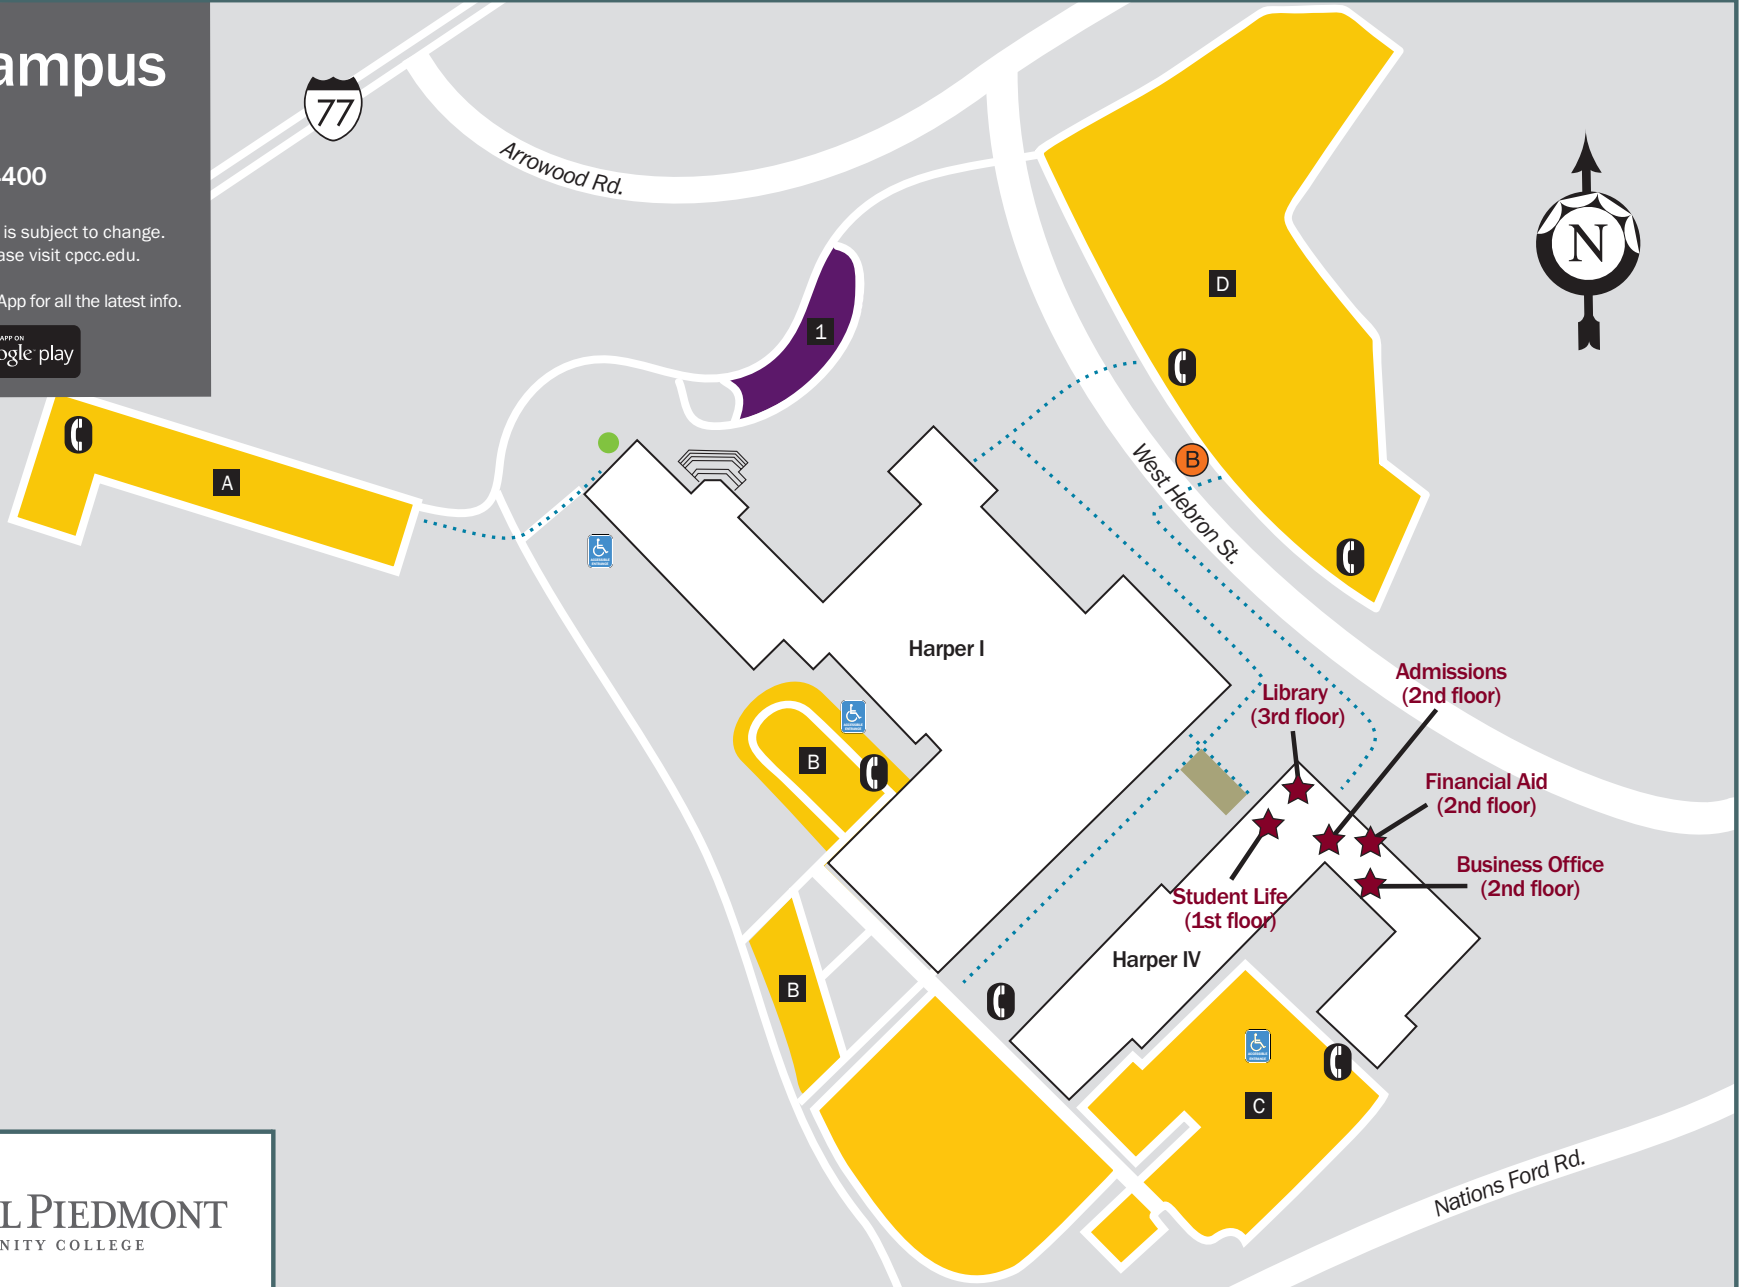 ampus
400
is subject to change.
ase visit cpcc.edu.
App for all the latest info.
APP ON
ogle play
77
Arrowood Rd.
1
D
N
A
B
West Hebron St.
Harper I
Library
(3rd floor)
Admissions
(2nd floor)
B
Financial Aid
(2nd floor)
Business Office
(2nd floor)
Student Life
(1st floor)
Harper IV
B
C
Nations Ford Rd.
L PIEDMONT
NITY COLLEGE